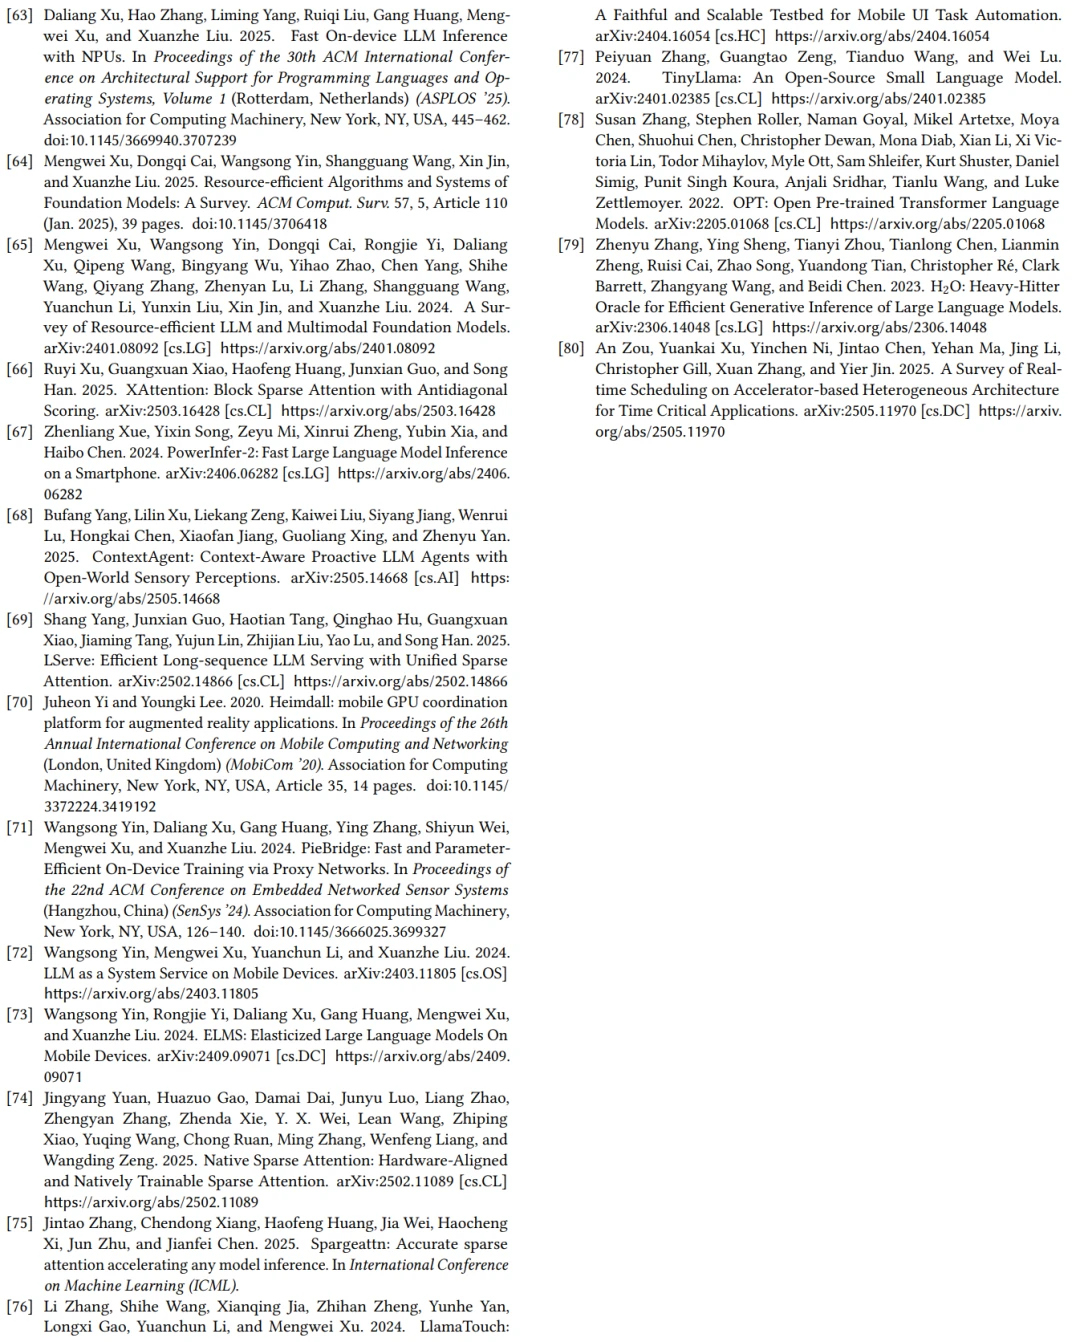 [63] Daliang Xu, Hao Zhang, Liming Yang, Ruiqi Liu, Gang Huang, Meng-
wei Xu, and Xuanzhe Liu. 2025. Fast On-device LLM Inference
with NPUs. In Proceedings of the 30th ACM International Confer-
ence on Architectural Support for Programming Languages and Op-
erating Systems, Volume 1 (Rotterdam, Netherlands) (ASPLOS ’25).
Association for Computing Machinery, New York, NY, USA, 445–462.
doi:10.1145/3669940.3707239
[64] Mengwei Xu, Dongqi Cai, Wangsong Yin, Shangguang Wang, Xin Jin,
and Xuanzhe Liu. 2025. Resource-efficient Algorithms and Systems of
Foundation Models: A Survey. ACM Comput. Surv. 57, 5, Article 110
(Jan. 2025), 39 pages. doi:10.1145/3706418
[65] Mengwei Xu, Wangsong Yin, Dongqi Cai, Rongjie Yi, Daliang
Xu, Qipeng Wang, Bingyang Wu, Yihao Zhao, Chen Yang, Shihe
Wang, Qiyang Zhang, Zhenyan Lu, Li Zhang, Shangguang Wang,
Yuanchun Li, Yunxin Liu, Xin Jin, and Xuanzhe Liu. 2024. A Sur-
vey of Resource-efficient LLM and Multimodal Foundation Models.
arXiv:2401.08092 [cs.LG] https://arxiv.org/abs/2401.08092
[66] Ruyi Xu, Guangxuan Xiao, Haofeng Huang, Junxian Guo, and Song
Han. 2025. XAttention: Block Sparse Attention with Antidiagonal
Scoring. arXiv:2503.16428 [cs.CL] https://arxiv.org/abs/2503.16428
[67] Zhenliang Xue, Yixin Song, Zeyu Mi, Xinrui Zheng, Yubin Xia, and
Haibo Chen. 2024. PowerInfer-2: Fast Large Language Model Inference
on a Smartphone. arXiv:2406.06282 [cs.LG] https://arxiv.org/abs/2406.
06282
[68] Bufang Yang, Lilin Xu, Liekang Zeng, Kaiwei Liu, Siyang Jiang, Wenrui
Lu, Hongkai Chen, Xiaofan Jiang, Guoliang Xing, and Zhenyu Yan.
2025. ContextAgent: Context-Aware Proactive LLM Agents with
Open-World Sensory Perceptions. arXiv:2505.14668 [cs.AI] https:
//arxiv.org/abs/2505.14668
[69] Shang Yang, Junxian Guo, Haotian Tang, Qinghao Hu, Guangxuan
Xiao, Jiaming Tang, Yujun Lin, Zhijian Liu, Yao Lu, and Song Han. 2025.
LServe: Efficient Long-sequence LLM Serving with Unified Sparse
Attention. arXiv:2502.14866 [cs.CL] https://arxiv.org/abs/2502.14866
[70] Juheon Yi and Youngki Lee. 2020. Heimdall: mobile GPU coordination
platform for augmented reality applications. In Proceedings of the 26th
Annual International Conference on Mobile Computing and Networking
(London, United Kingdom) (MobiCom ’20). Association for Computing
Machinery, New York, NY, USA, Article 35, 14 pages. doi:10.1145/
3372224.3419192
[71] Wangsong Yin, Daliang Xu, Gang Huang, Ying Zhang, Shiyun Wei,
Mengwei Xu, and Xuanzhe Liu. 2024. PieBridge: Fast and Parameter-
Efficient On-Device Training via Proxy Networks. In Proceedings of
the 22nd ACM Conference on Embedded Networked Sensor Systems
(Hangzhou, China) (SenSys ’24). Association for Computing Machinery,
New York, NY, USA, 126–140. doi:10.1145/3666025.3699327
[72] Wangsong Yin, Mengwei Xu, Yuanchun Li, and Xuanzhe Liu. 2024.
LLM as a System Service on Mobile Devices. arXiv:2403.11805 [cs.OS]
https://arxiv.org/abs/2403.11805
[73] Wangsong Yin, Rongjie Yi, Daliang Xu, Gang Huang, Mengwei Xu,
and Xuanzhe Liu. 2024. ELMS: Elasticized Large Language Models On
Mobile Devices. arXiv:2409.09071 [cs.DC] https://arxiv.org/abs/2409.
09071
[74] Jingyang Yuan, Huazuo Gao, Damai Dai, Junyu Luo, Liang Zhao,
Zhengyan Zhang, Zhenda Xie, Y. X. Wei, Lean Wang, Zhiping
Xiao, Yuqing Wang, Chong Ruan, Ming Zhang, Wenfeng Liang, and
Wangding Zeng. 2025. Native Sparse Attention: Hardware-Aligned
and Natively Trainable Sparse Attention. arXiv:2502.11089 [cs.CL]
https://arxiv.org/abs/2502.11089
[75] Jintao Zhang, Chendong Xiang, Haofeng Huang, Jia Wei, Haocheng
Xi, Jun Zhu, and Jianfei Chen. 2025. Spargeattn: Accurate sparse
attention accelerating any model inference. In International Conference
on Machine Learning (ICML).
[76] Li Zhang, Shihe Wang, Xianqing Jia, Zhihan Zheng, Yunhe Yan,
Longxi Gao, Yuanchun Li, and Mengwei Xu. 2024. LlamaTouch:
A Faithful and Scalable Testbed for Mobile UI Task Automation.
arXiv:2404.16054 [cs.HC] https://arxiv.org/abs/2404.16054
[77] Peiyuan Zhang, Guangtao Zeng, Tianduo Wang, and Wei Lu.
2024. TinyLlama: An Open-Source Small Language Model.
arXiv:2401.02385 [cs.CL] https://arxiv.org/abs/2401.02385
[78] Susan Zhang, Stephen Roller, Naman Goyal, Mikel Artetxe, Moya
Chen, Shuohui Chen, Christopher Dewan, Mona Diab, Xian Li, Xi Vic-
toria Lin, Todor Mihaylov, Myle Ott, Sam Shleifer, Kurt Shuster, Daniel
Simig, Punit Singh Koura, Anjali Sridhar, Tianlu Wang, and Luke
Zettlemoyer. 2022. OPT: Open Pre-trained Transformer Language
Models. arXiv:2205.01068 [cs.CL] https://arxiv.org/abs/2205.01068
[79] Zhenyu Zhang, Ying Sheng, Tianyi Zhou, Tianlong Chen, Lianmin
Zheng, Ruisi Cai, Zhao Song, Yuandong Tian, Christopher Ré, Clark
Barrett, Zhangyang Wang, and Beidi Chen. 2023. H₂O: Heavy-Hitter
Oracle for Efficient Generative Inference of Large Language Models.
arXiv:2306.14048 [cs.LG] https://arxiv.org/abs/2306.14048
[80] An Zou, Yuankai Xu, Yinchen Ni, Jintao Chen, Yehan Ma, Jing Li,
Christopher Gill, Xuan Zhang, and Yier Jin. 2025. A Survey of Real-
time Scheduling on Accelerator-based Heterogeneous Architecture
for Time Critical Applications. arXiv:2505.11970 [cs.DC] https://arxiv.
org/abs/2505.11970